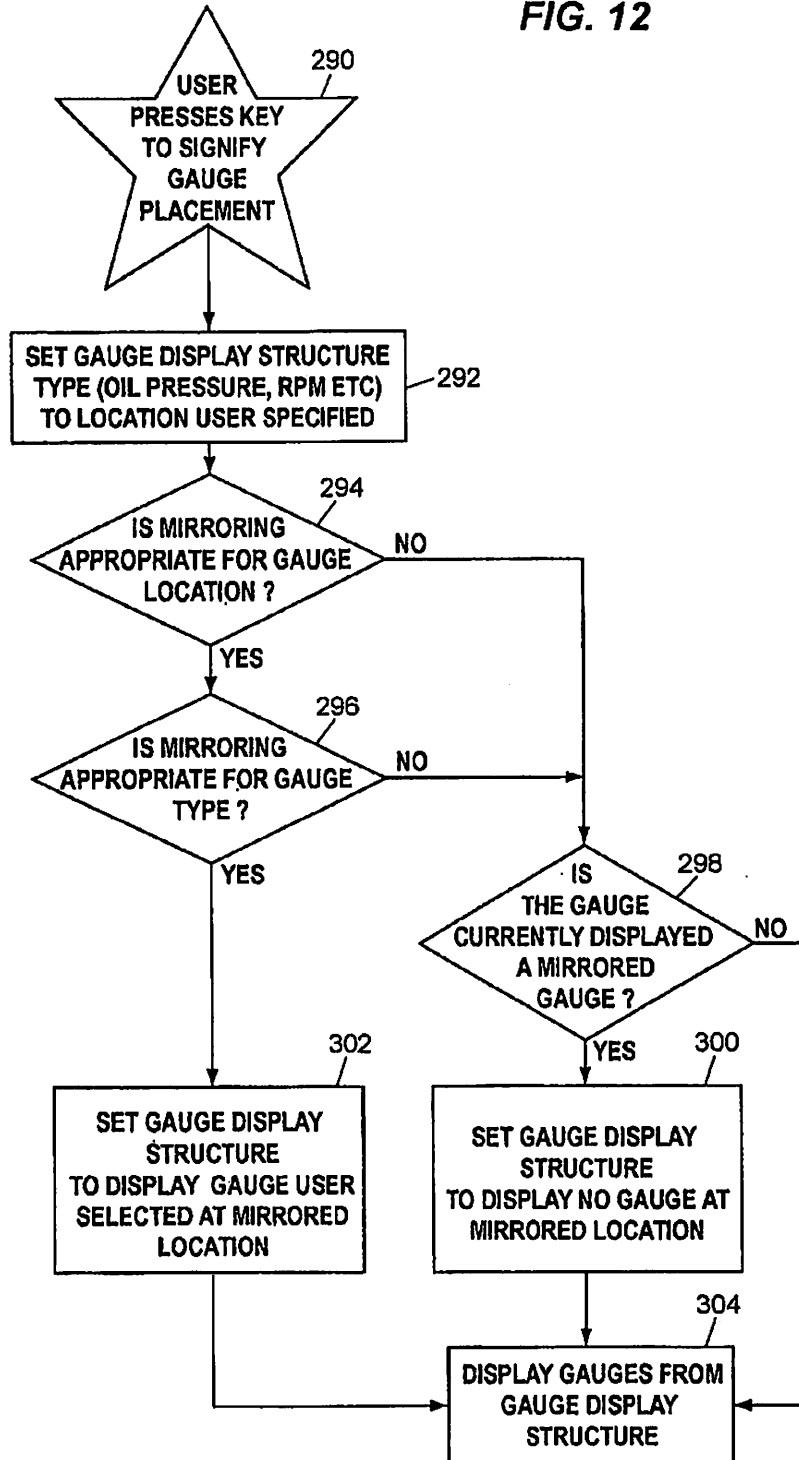 FIG. 12
290
USER
PRESSES KEY
TO SIGNIFY
GAUGE
PLACEMENT
SET GAUGE DISPLAY STRUCTURE
TYPE (OIL PRESSURE, RPM ETC)
TO LOCATION USER SPECIFIED
292
294
IS MIRRORING
APPROPRIATE FOR GAUGE
LOCATION ?
NO
YES
296
IS MIRRORING
APPROPRIATE FOR GAUGE
TYPE ?
NO
YES
298
IS
THE GAUGE
CURRENTLY DISPLAYED
A MIRRORED
GAUGE ?
NO
YES
302
SET GAUGE DISPLAY
STRUCTURE
TO DISPLAY GAUGE USER
SELECTED AT MIRRORED
LOCATION
300
SET GAUGE DISPLAY
STRUCTURE
TO DISPLAY NO GAUGE AT
MIRRORED LOCATION
304
DISPLAY GAUGES FROM
GAUGE DISPLAY
STRUCTURE